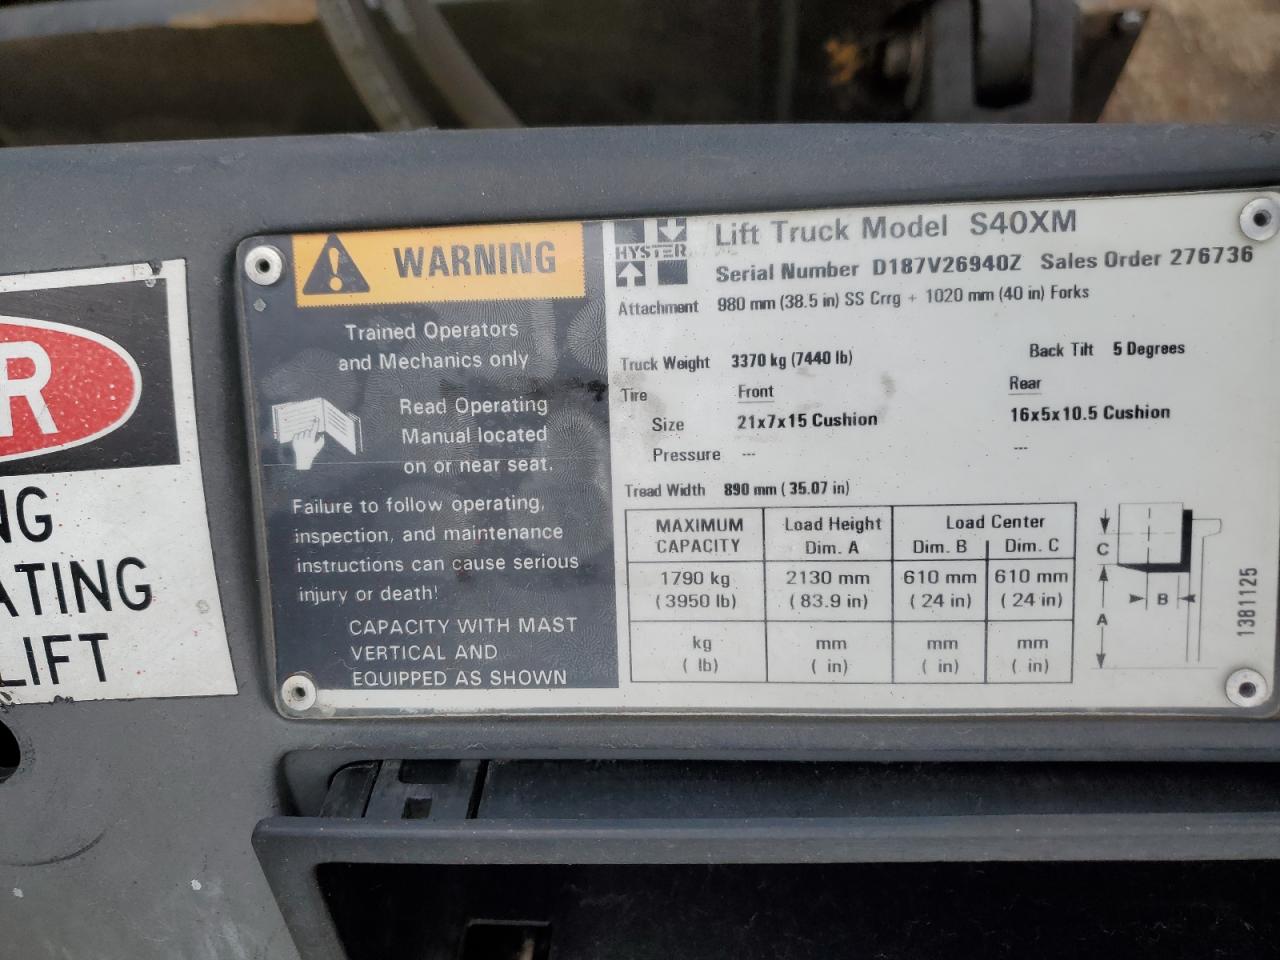 R
NG
ATING
LIFT
WARNING
Trained Operators
and Mechanics only
Read Operating
Manual located
on or near seat.
Failure to follow operating,
inspection, and maintenance
instructions can cause serious
injury or death!
CAPACITY WITH MAST
VERTICAL AND
EQUIPPED AS SHOWN
HYSTER
Lift Truck Model S40XM
Serial Number D187V26940Z Sales Order 276736
Attachment 980 mm (38.5 in) SS Crrg + 1020 mm (40 in) Forks
Truck Weight 3370 kg (7440 lb) Back Tilt 5 Degrees
Tire Front Rear
Size 21x7x15 Cushion 16x5x10.5 Cushion
Pressure --- ---
Tread Width 890 mm ( 35.07 in)
MAXIMUM CAPACITY Load Height Dim. A Load Center Dim. B Dim. C
1790 kg 2130 mm 610 mm 610 mm
( 3950 lb) ( 83.9 in) ( 24 in) ( 24 in)
kg mm mm mm
( lb) ( in) ( in) ( in)
C
B
A
1381125